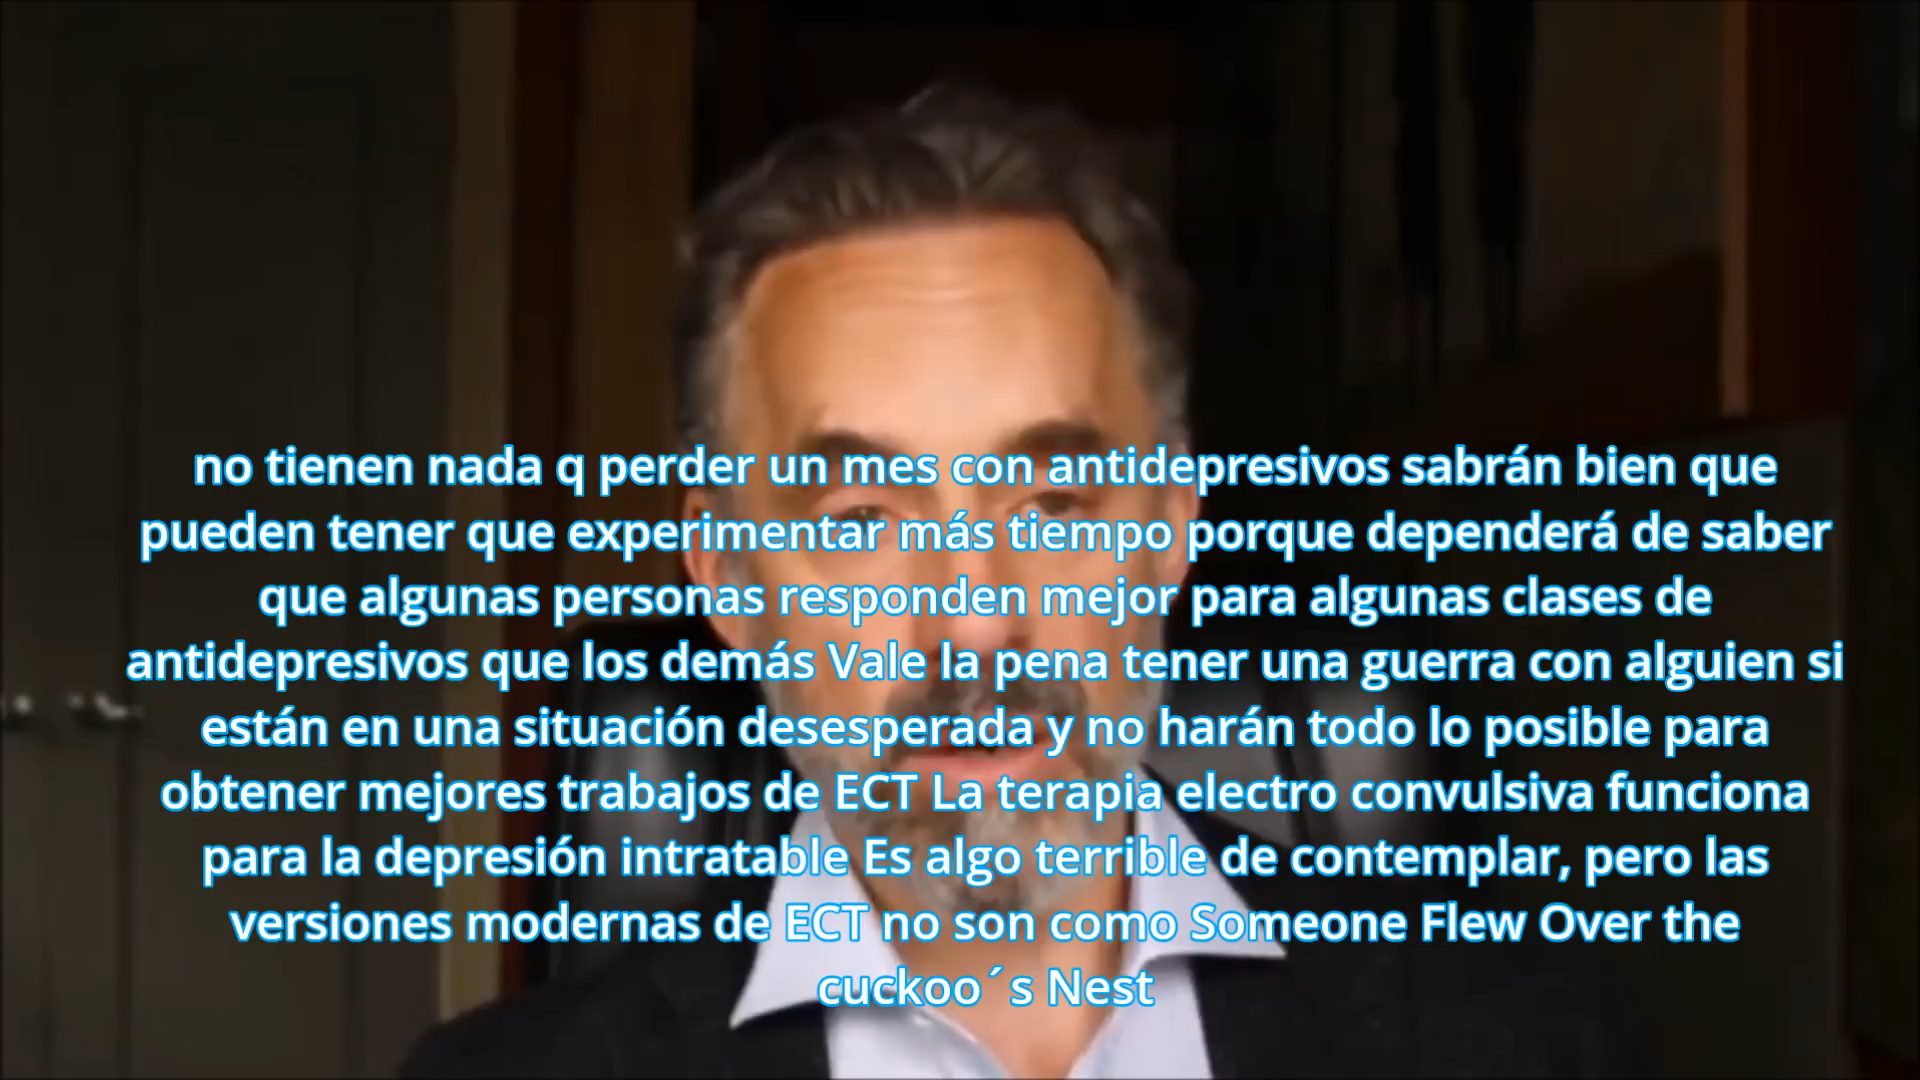 no tienen nada q perder un mes con antidepresivos sabrán bien que
pueden tener que experimentar más tiempo porque dependerá de saber
que algunas personas responden mejor para algunas clases de
antidepresivos que los demás Vale la pena tener una guerra con alguien si
están en una situación desesperada y no harán todo lo posible para
obtener mejores trabajos de ECT La terapia electro convulsiva funciona
para la depresión intratable Es algo terrible de contemplar, pero las
versiones modernas de ECT no son como Someone Flew Over the
cuckoo´s Nest